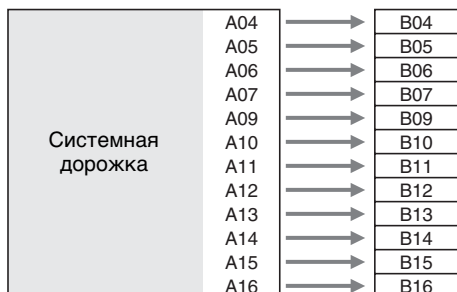 A04 B04
A05 B05
A06 B06
A07 B07
A09 B09
Системная A10 B10
дорожка A11 B11
A12 B12
A13 B13
A14 B14
A15 B15
A16 B16